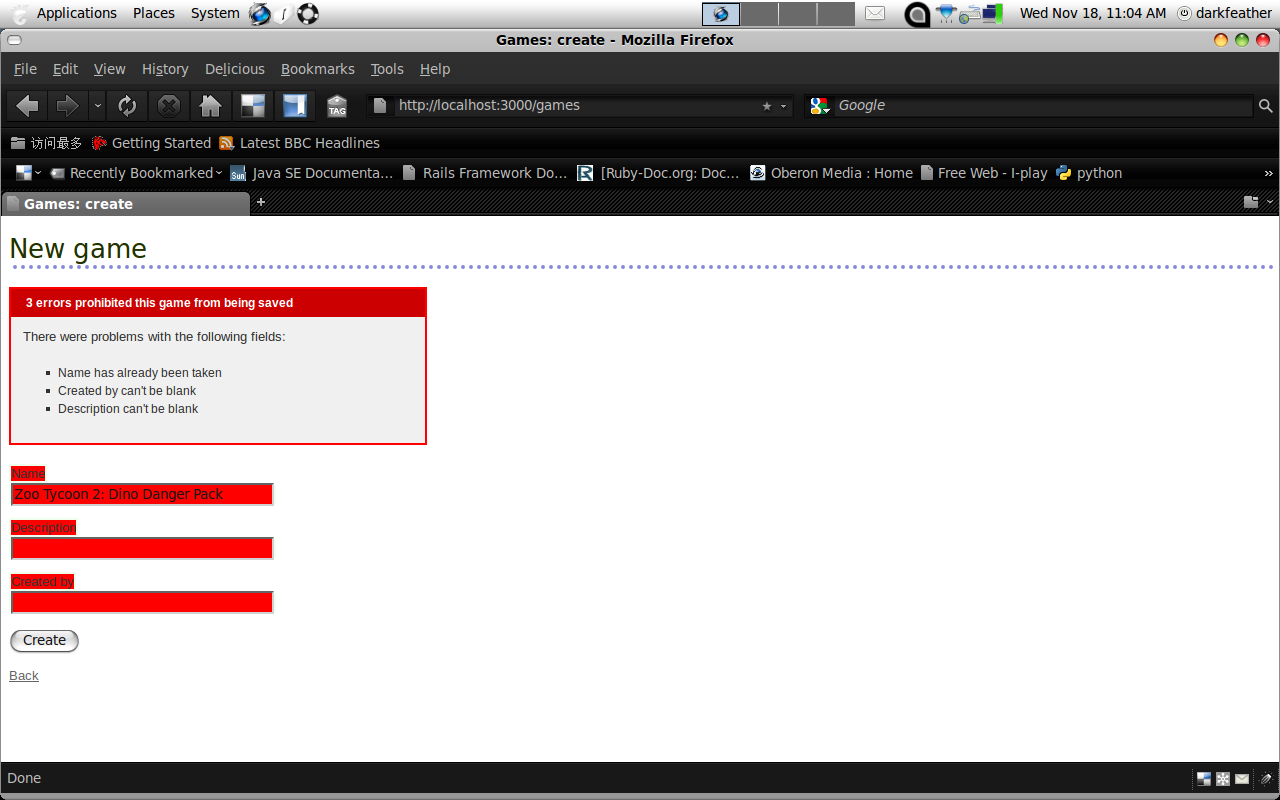 Applications Places System Wed Nov 18, 11:04 AM darkfeather
Games: create - Mozilla Firefox
File Edit View History Delicious Bookmarks Tools Help
TAG http://localhost:3000/games Google
访问最多 Getting Started Latest BBC Headlines
Recently Bookmarked Sun Java SE Documenta... Rails Framework Do... R [Ruby-Doc.org: Doc... Oberon Media : Home Free Web - I-play python »
Games: create +
New game
3 errors prohibited this game from being saved
There were problems with the following fields:
Name has already been taken
Created by can't be blank
Description can't be blank
Name
Zoo Tycoon 2: Dino Danger Pack
Description
Created by
Create
Back
Done